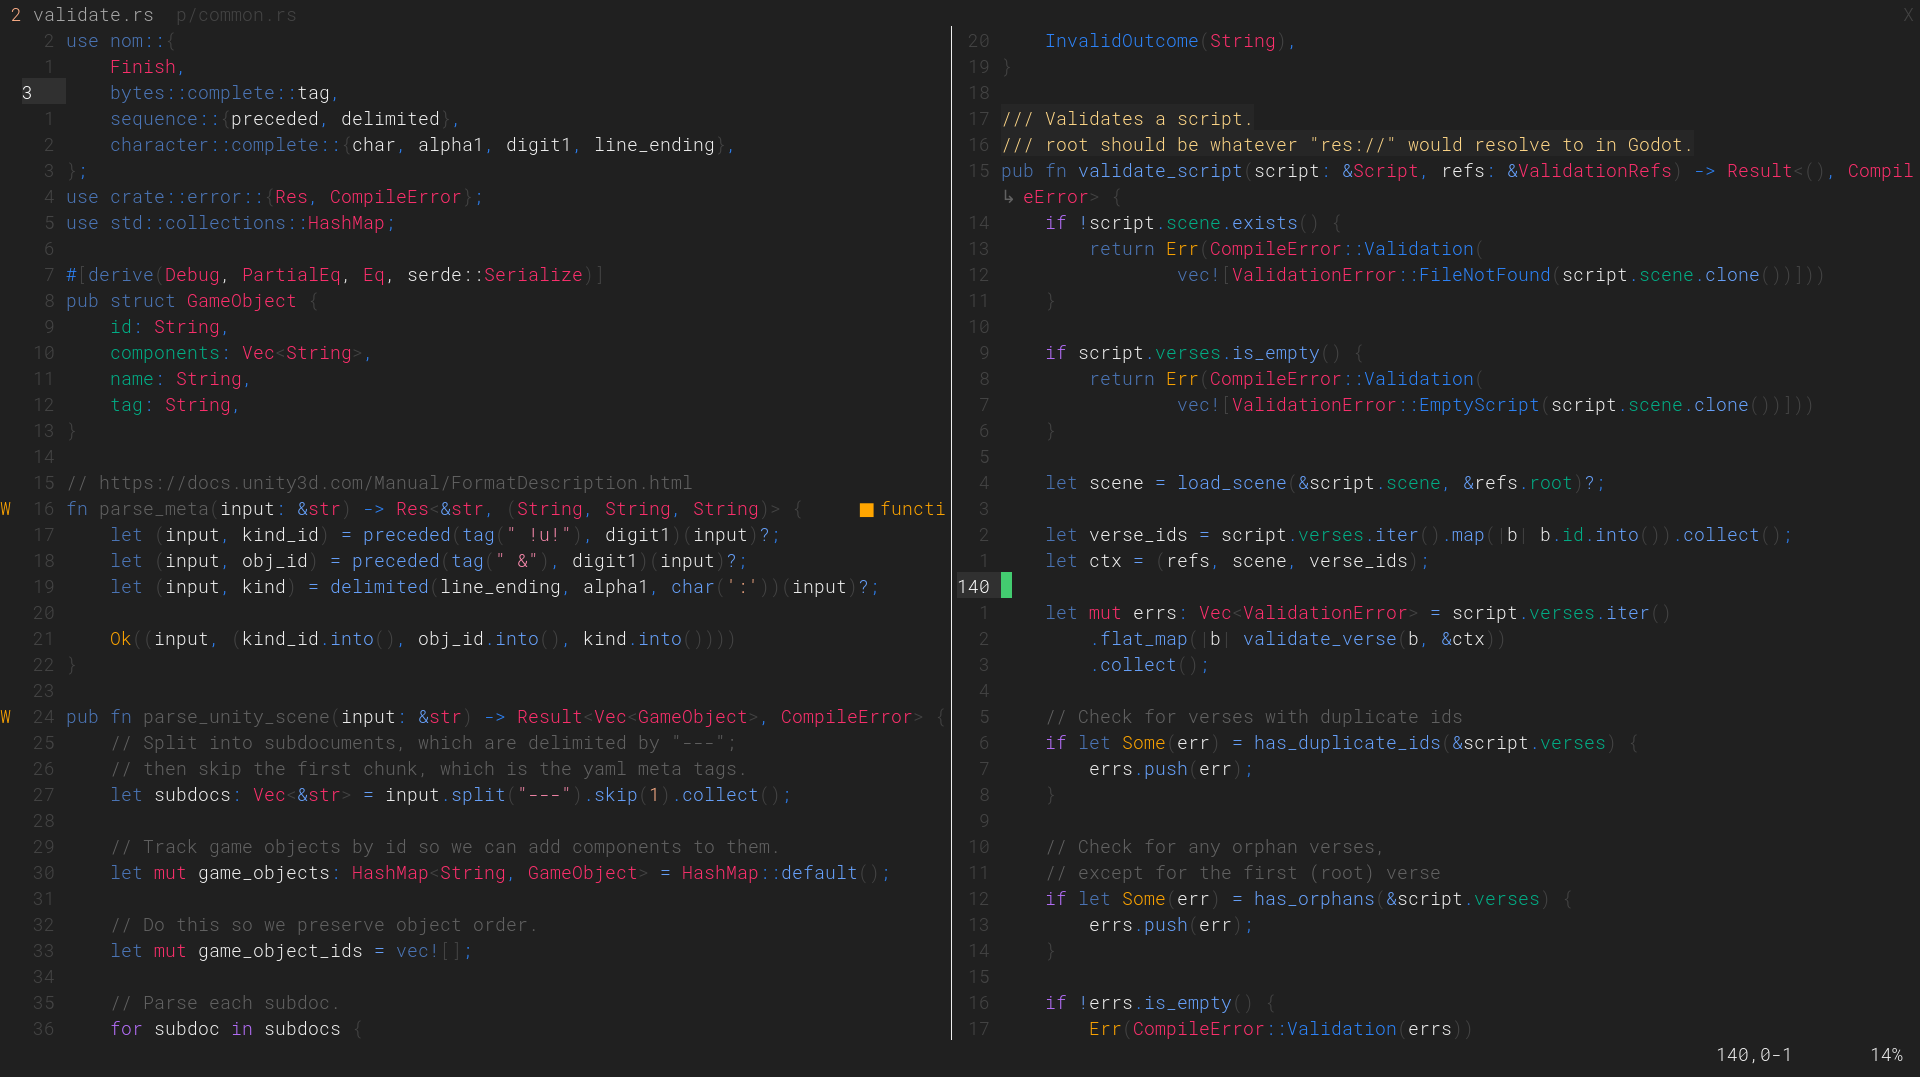 2 validate.rs  p/common.rs X
2 use nom::{
1     Finish,
3     bytes::complete::tag,
1     sequence::{preceded, delimited},
2     character::complete::{char, alpha1, digit1, line_ending},
3 };
4 use crate::error::{Res, CompileError};
5 use std::collections::HashMap;
6
7 #[derive(Debug, PartialEq, Eq, serde::Serialize)]
8 pub struct GameObject {
9     id: String,
10     components: Vec<String>,
11     name: String,
12     tag: String,
13 }
14
15 // https://docs.unity3d.com/Manual/FormatDescription.html
W 16 fn parse_meta(input: &str) -> Res<&str, (String, String, String)> {     ■ functi
17     let (input, kind_id) = preceded(tag(" !u!"), digit1)(input)?;
18     let (input, obj_id) = preceded(tag(" &"), digit1)(input)?;
19     let (input, kind) = delimited(line_ending, alpha1, char(':'))(input)?;
20
21     Ok((input, (kind_id.into(), obj_id.into(), kind.into())))
22 }
23
W 24 pub fn parse_unity_scene(input: &str) -> Result<Vec<GameObject>, CompileError> {
25     // Split into subdocuments, which are delimited by "---";
26     // then skip the first chunk, which is the yaml meta tags.
27     let subdocs: Vec<&str> = input.split("---").skip(1).collect();
28
29     // Track game objects by id so we can add components to them.
30     let mut game_objects: HashMap<String, GameObject> = HashMap::default();
31
32     // Do this so we preserve object order.
33     let mut game_object_ids = vec![];
34
35     // Parse each subdoc.
36     for subdoc in subdocs {
20     InvalidOutcome(String),
19 }
18
17 /// Validates a script.
16 /// root should be whatever "res://" would resolve to in Godot.
15 pub fn validate_script(script: &Script, refs: &ValidationRefs) -> Result<(), Compil
↳ eError> {
14     if !script.scene.exists() {
13         return Err(CompileError::Validation(
12                 vec![ValidationError::FileNotFound(script.scene.clone())]))
11     }
10
9     if script.verses.is_empty() {
8         return Err(CompileError::Validation(
7                 vec![ValidationError::EmptyScript(script.scene.clone())]))
6     }
5
4     let scene = load_scene(&script.scene, &refs.root)?;
3
2     let verse_ids = script.verses.iter().map(|b| b.id.into()).collect();
1     let ctx = (refs, scene, verse_ids);
140
1     let mut errs: Vec<ValidationError> = script.verses.iter()
2         .flat_map(|b| validate_verse(b, &ctx))
3         .collect();
4
5     // Check for verses with duplicate ids
6     if let Some(err) = has_duplicate_ids(&script.verses) {
7         errs.push(err);
8     }
9
10     // Check for any orphan verses,
11     // except for the first (root) verse
12     if let Some(err) = has_orphans(&script.verses) {
13         errs.push(err);
14     }
15
16     if !errs.is_empty() {
17         Err(CompileError::Validation(errs))
140,0-1       14%